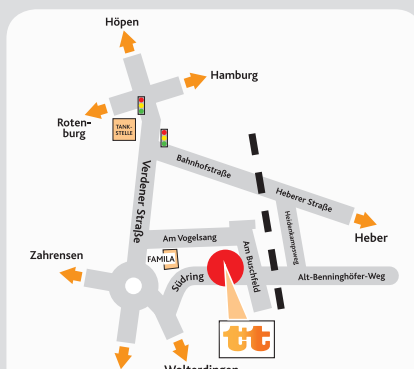 Höpen
Hamburg
Roten-
burg
TANK-
STELLE
Verdener Straße
Bahnhofstraße
Heberer Straße
Heber
Heidenkampsweg
Am Vogelsang
Am Buschfeld
Zahrensen
FAMILA
Südring
Alt-Benninghöfer-Weg
tt
Wolterdingen